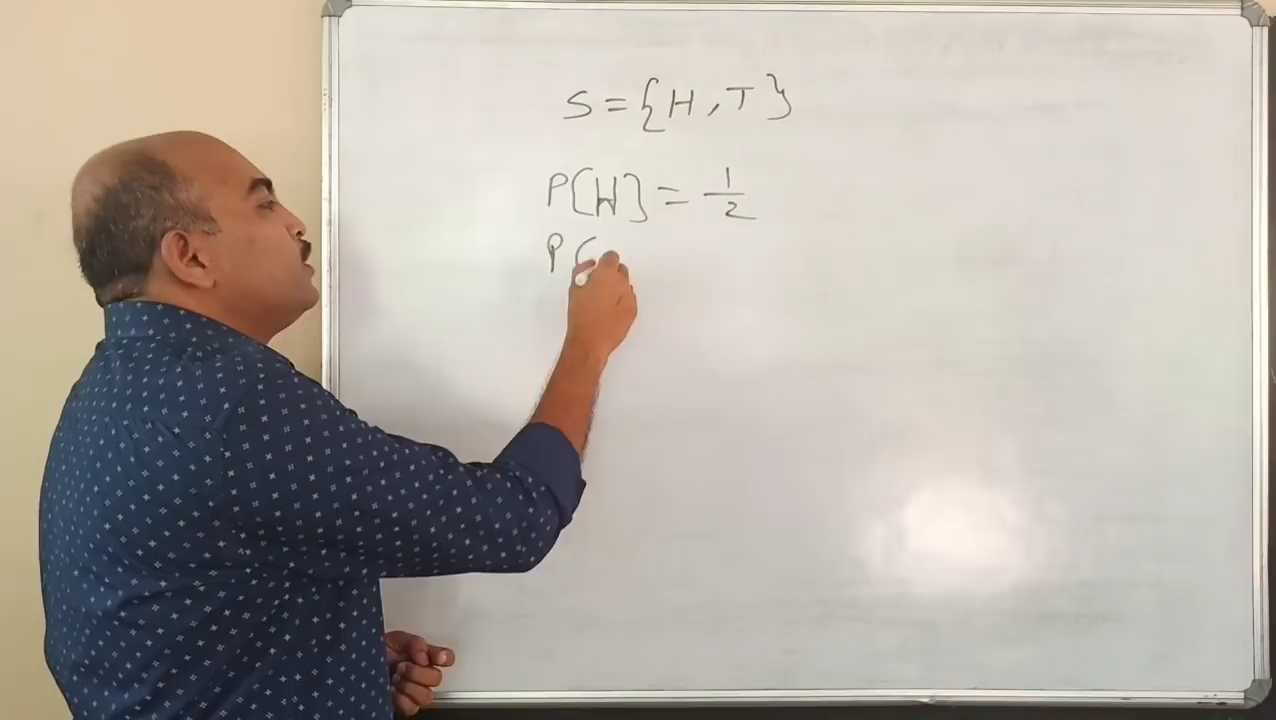 S = {H, T}
P[H] = 1/2
P[